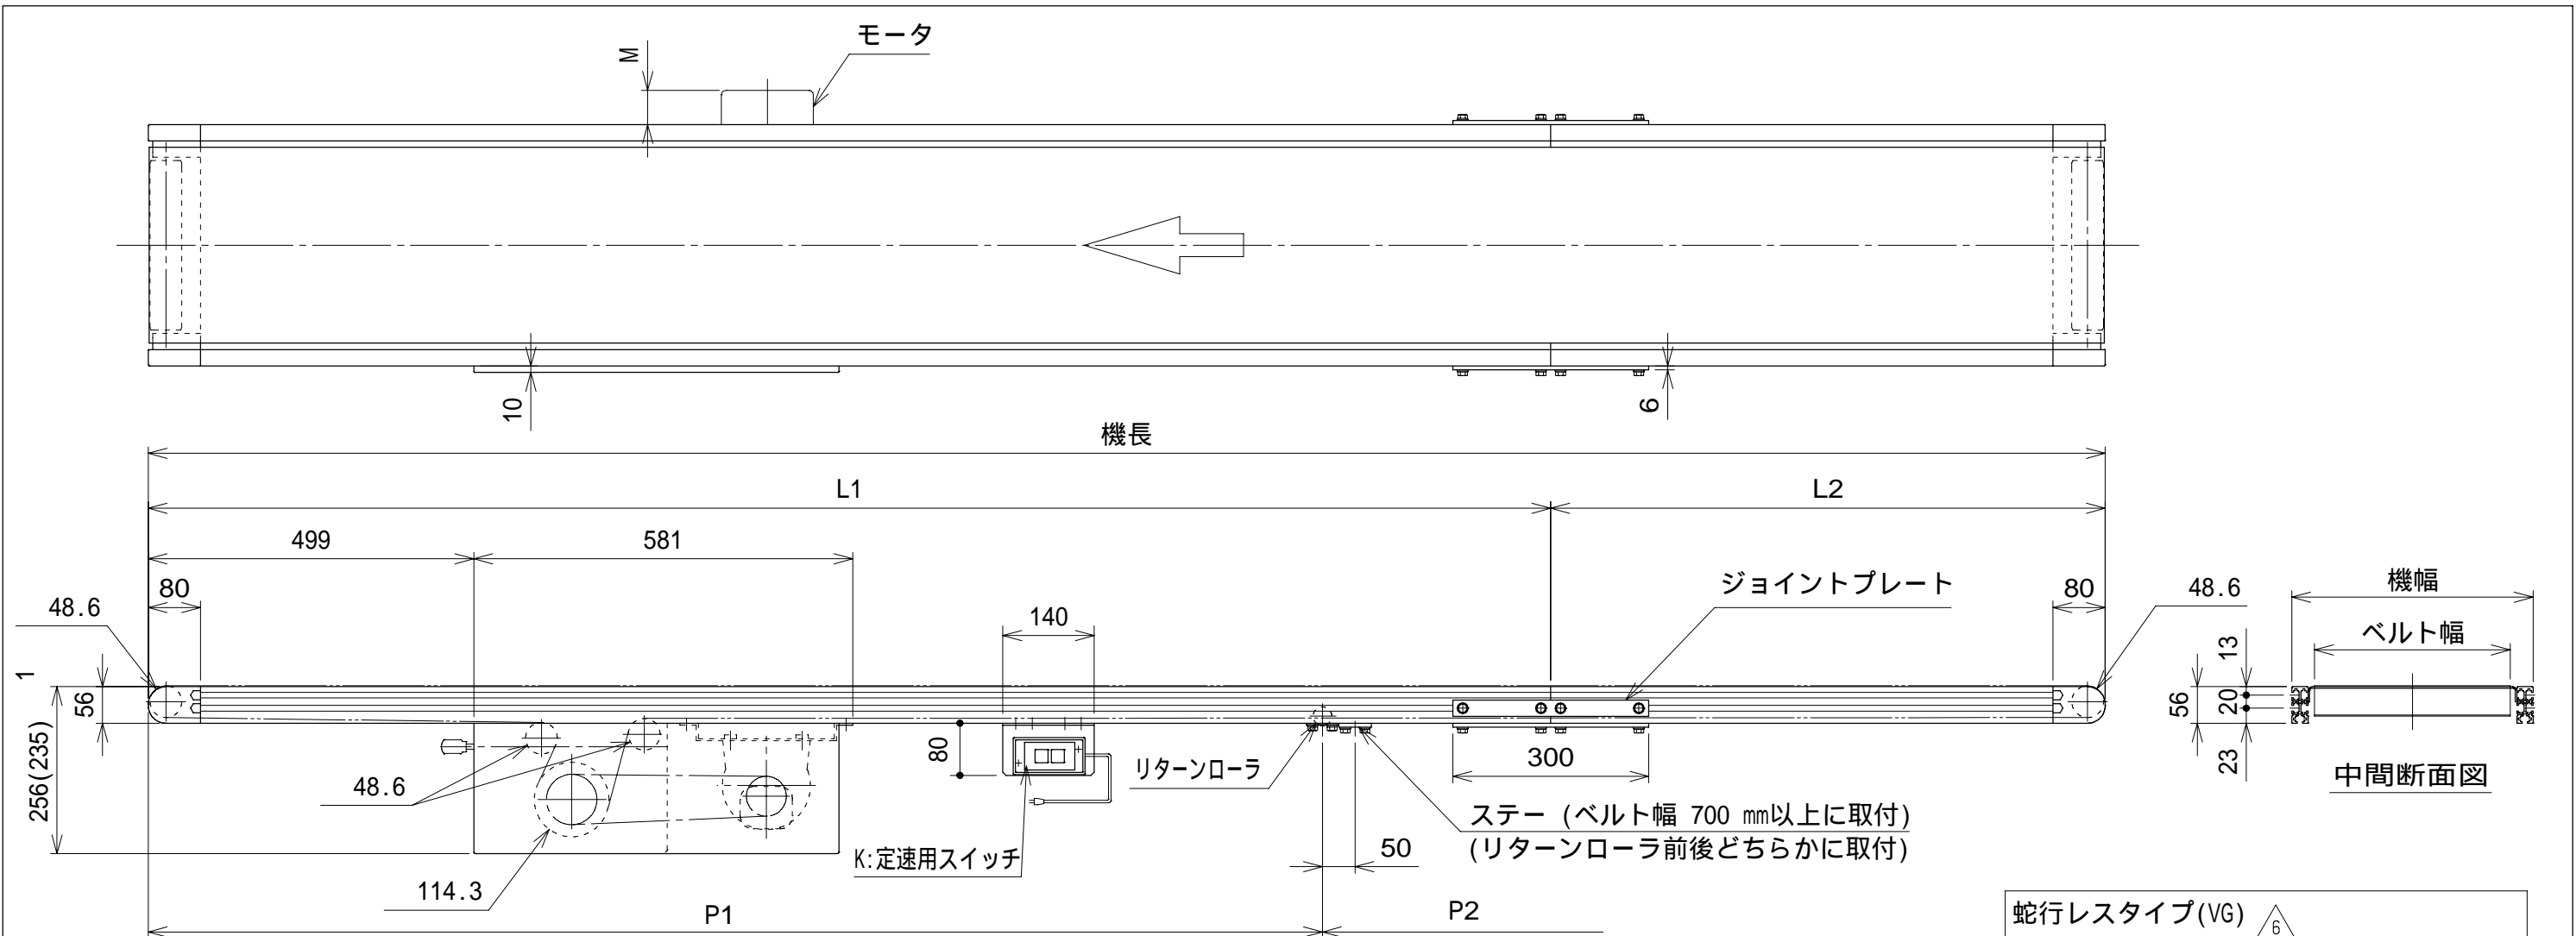 モータ
M
10
6
機長
L1
L2
499
581
80
48.6
140
ジョイントプレート
80
48.6
機幅
ベルト幅
1
56
256(235)
13
56
20
23
80
リターンローラ
300
48.6
中間断面図
ステー (ベルト幅 700 ㎜以上に取付)
(リターンローラ前後どちらかに取付)
K:定速用スイッチ
50
114.3
P1
P2
蛇行レスタイプ(VG)
6